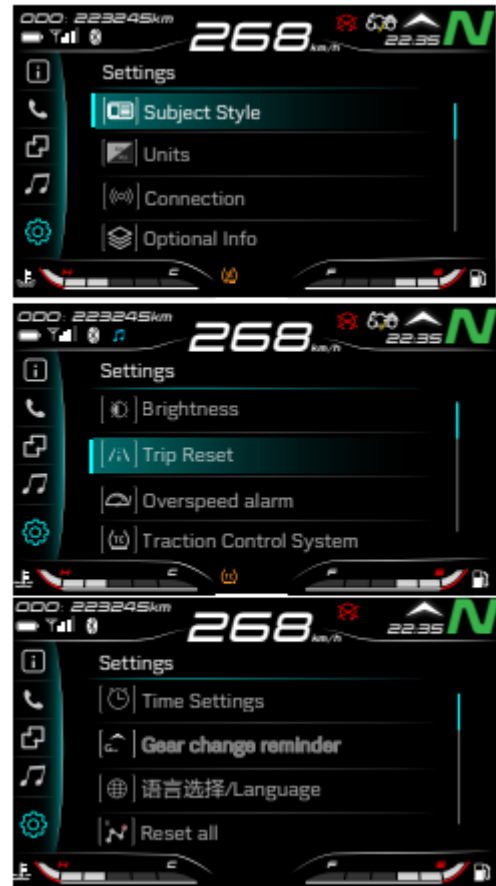 ODO: 223245km
268 km/h
22:35 N
Settings
Subject Style
Units
Connection
Optional Info
H C F
ODO: 223245km
268 km/h
22:35 N
Settings
Brightness
Trip Reset
Overspeed alarm
Traction Control System
C F
ODO: 223245km
268 km/h
22:35 N
Settings
Time Settings
Gear change reminder
语言选择/Language
Reset all
C F